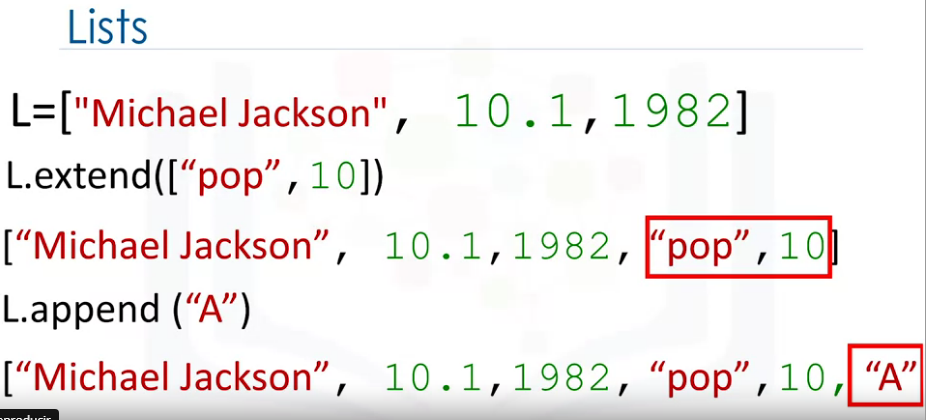 Lists
L=["Michael Jackson", 10.1,1982]
L.extend([“pop”,10])
[“Michael Jackson”, 10.1,1982, “pop”,10]
L.append (“A”)
[“Michael Jackson”, 10.1,1982, “pop”,10, “A”